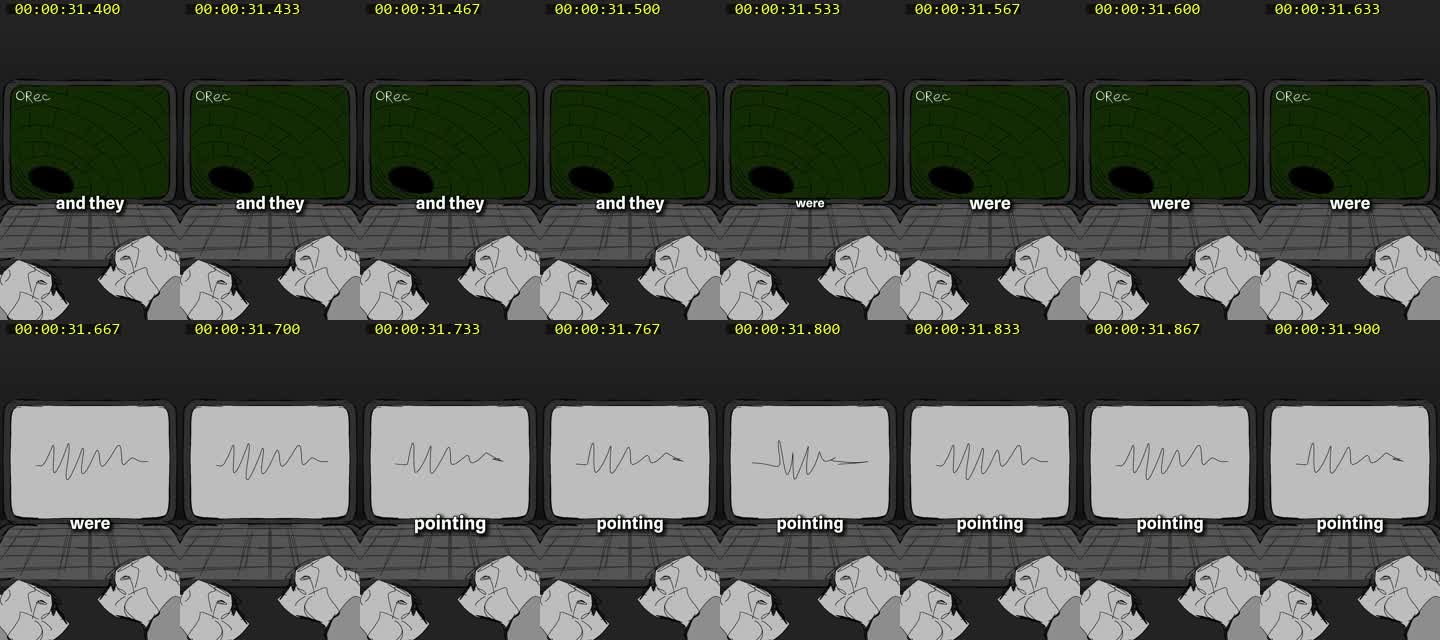 00:00:31.400 00:00:31.433 00:00:31.467 00:00:31.500 00:00:31.533 00:00:31.567 00:00:31.600 00:00:31.633
ORec ORec ORec ORec ORec ORec
and they and they and they and they were were were were
00:00:31.667 00:00:31.700 00:00:31.733 00:00:31.767 00:00:31.800 00:00:31.833 00:00:31.867 00:00:31.900
were pointing pointing pointing pointing pointing pointing